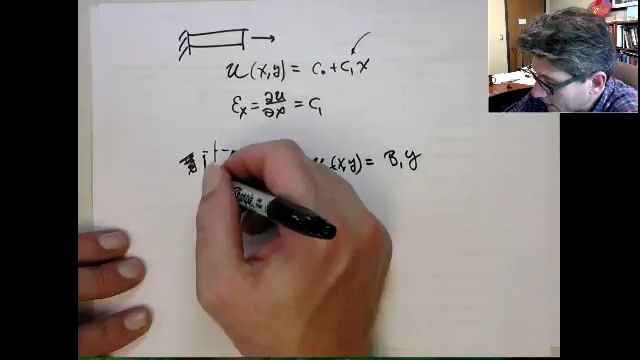 u(x,y) = C₀ + C₁x
εₓ = ∂u/∂x = C₁
(x,y) = B₁y